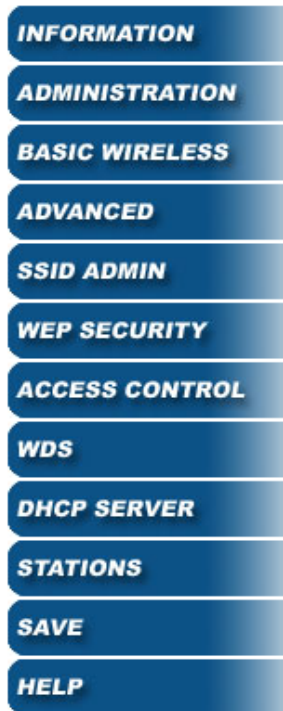 INFORMATION
ADMINISTRATION
BASIC WIRELESS
ADVANCED
SSID ADMIN
WEP SECURITY
ACCESS CONTROL
WDS
DHCP SERVER
STATIONS
SAVE
HELP